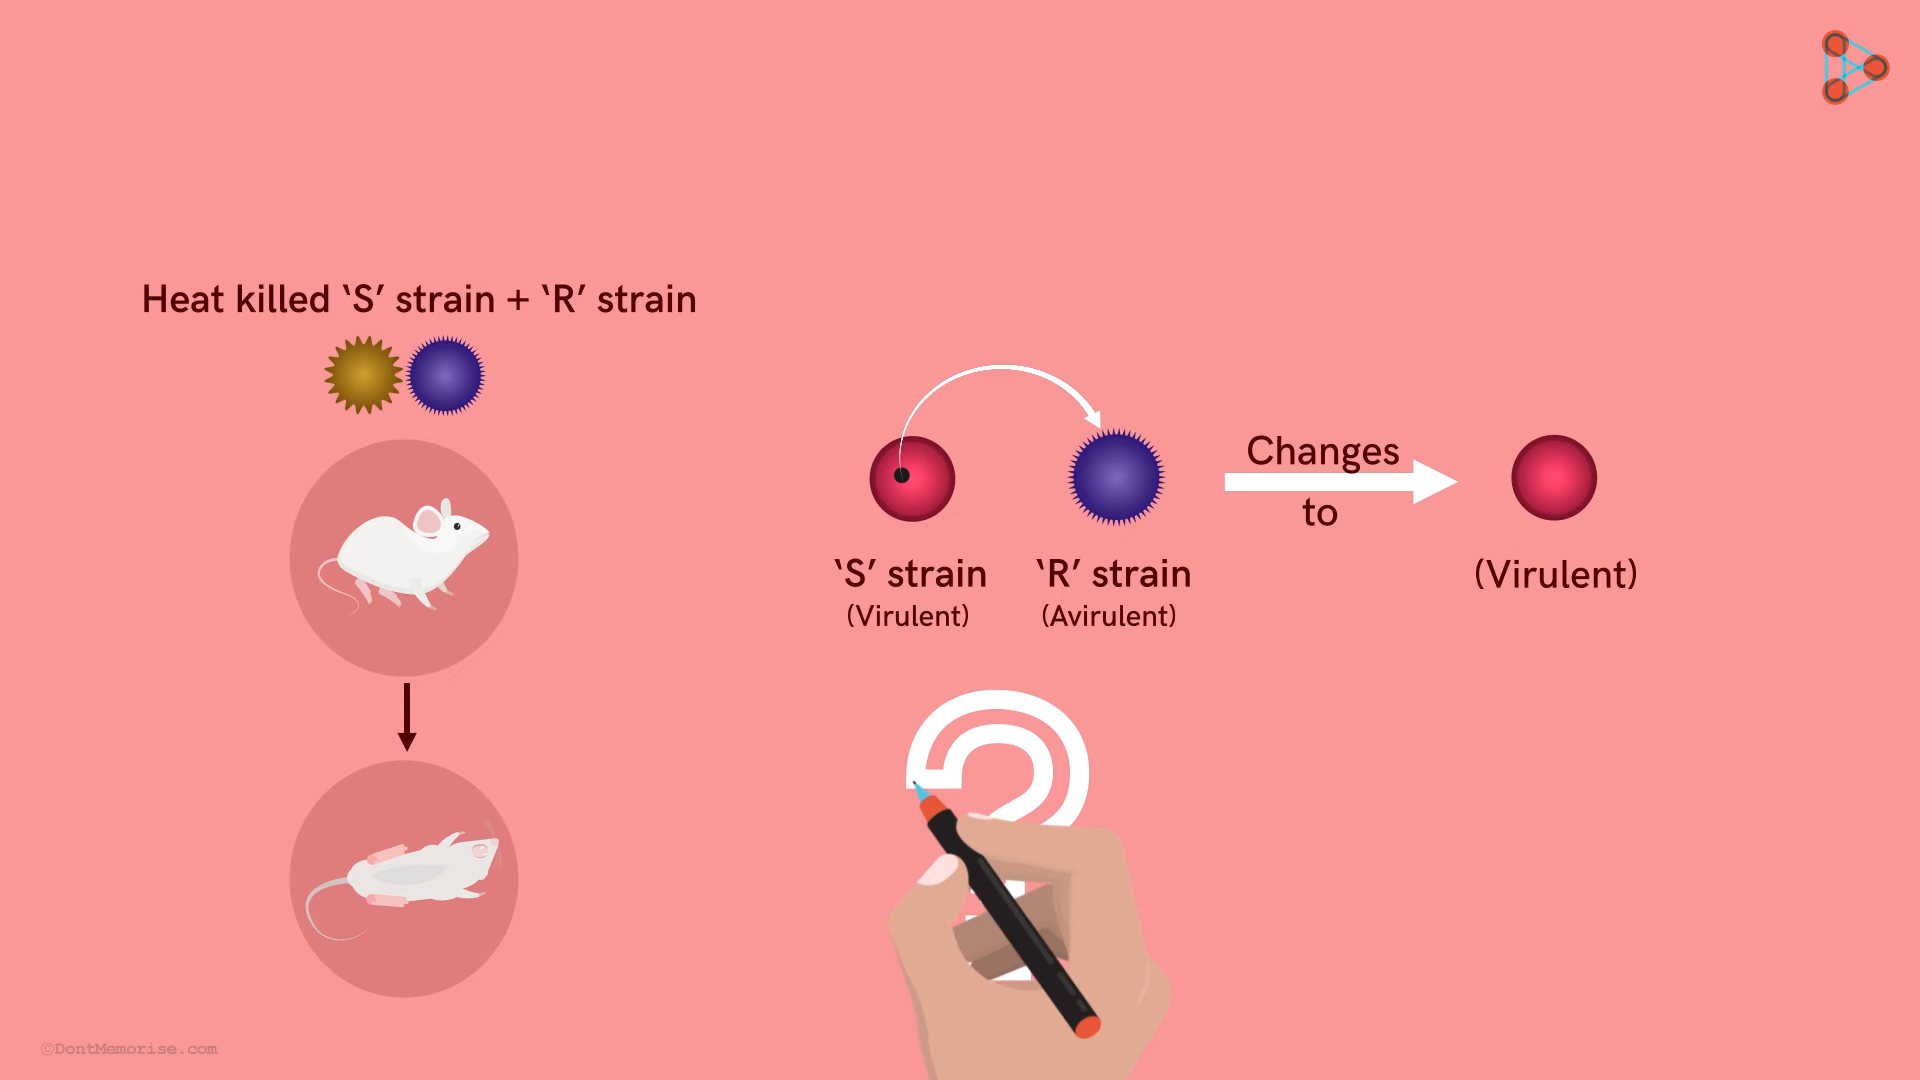 Heat killed ‘S’ strain + ‘R’ strain
Changes
to
‘S’ strain
(Virulent)
‘R’ strain
(Avirulent)
(Virulent)
©DontMemorise.com